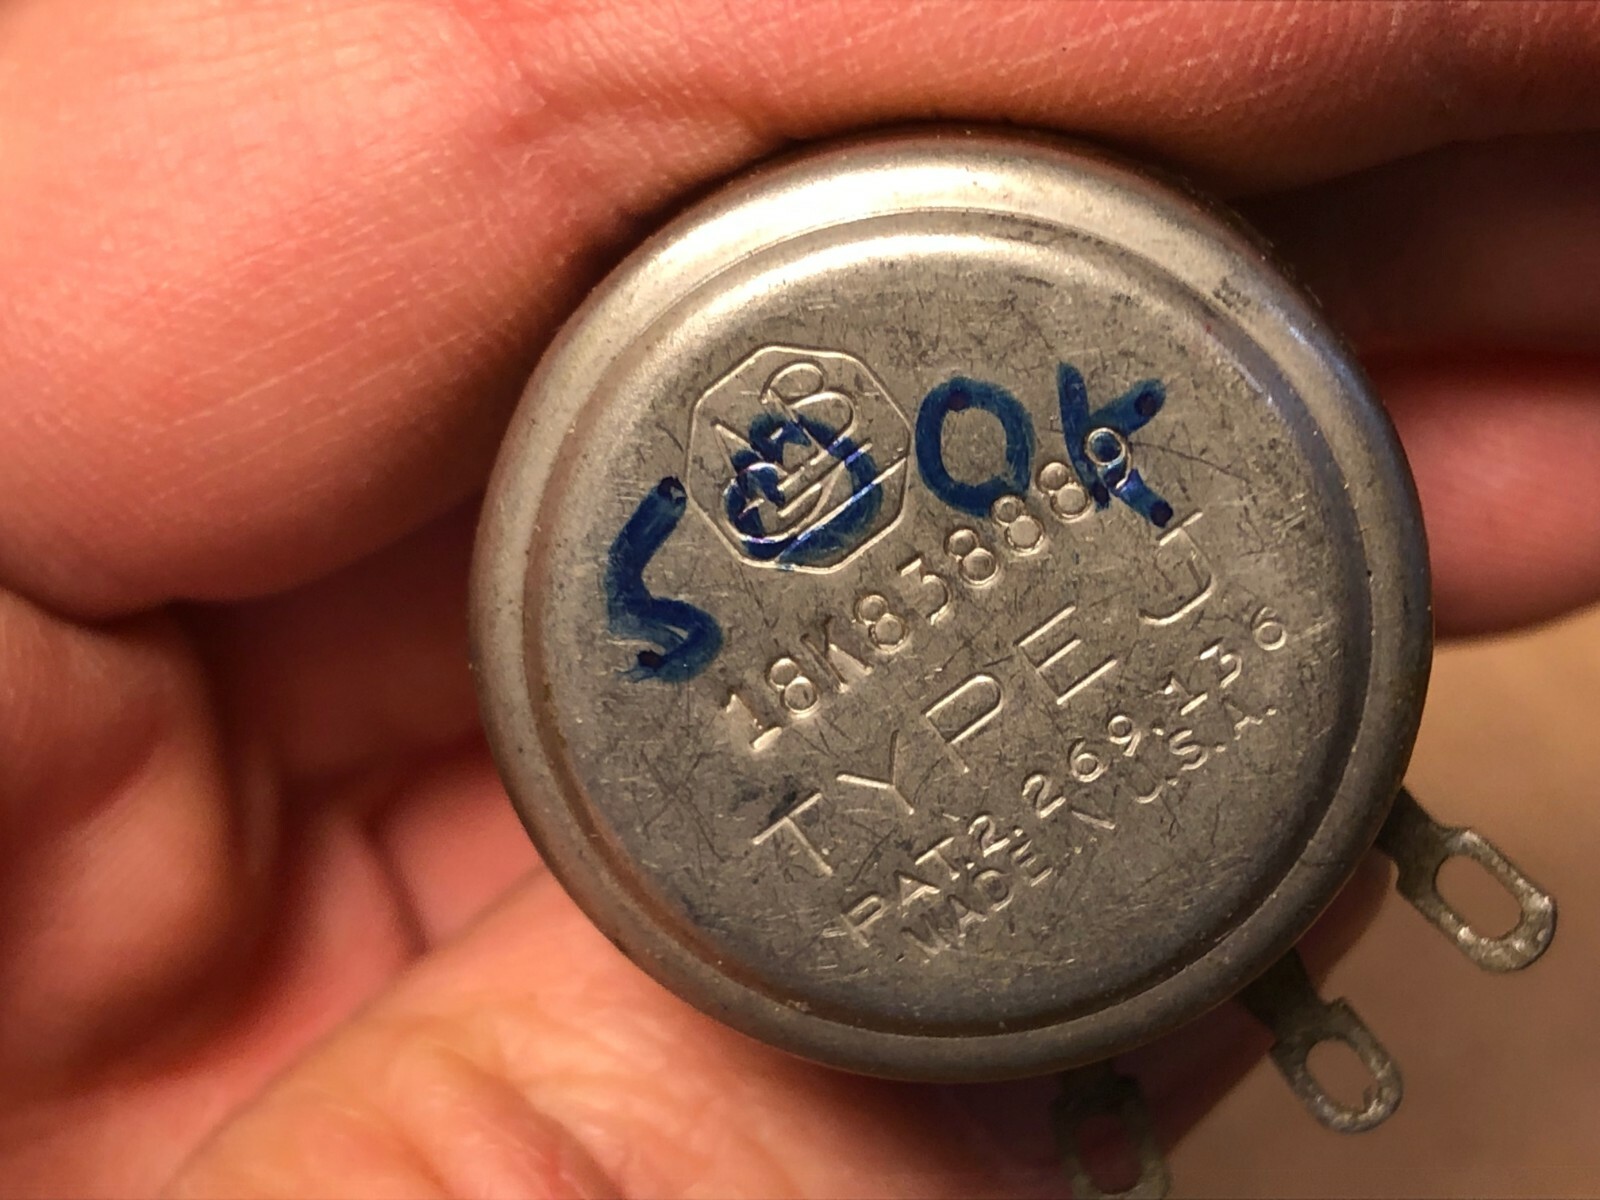 500K
AB
18K838889
TYPE J
PAT. 2,269,136
MADE IN U.S.A.